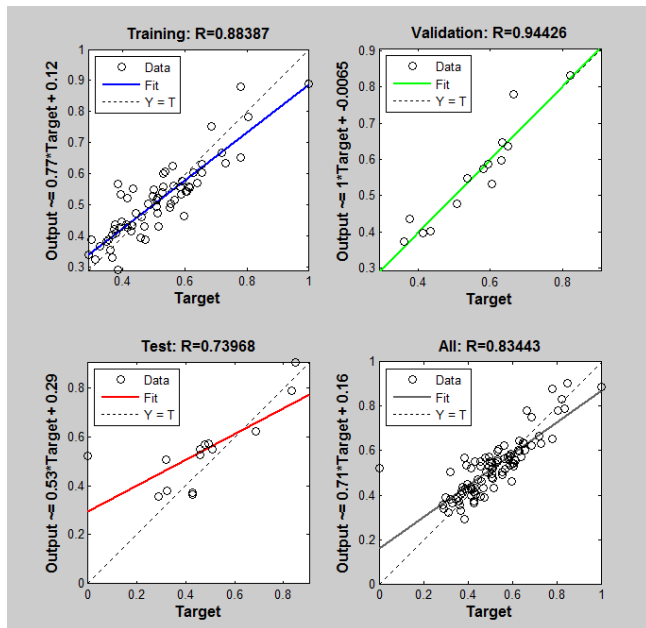 Training: R=0.88387
Output ~= 0.77*Target + 0.12
1
0.9
0.8
0.7
0.6
0.5
0.4
0.3
Data
Fit
Y = T
0.4
0.6
0.8
1
Target
Validation: R=0.94426
Output ~= 1*Target + -0.0065
0.9
0.8
0.7
0.6
0.5
0.4
0.3
Data
Fit
Y = T
0.4
0.6
0.8
Target
Test: R=0.73968
Output ~= 0.53*Target + 0.29
0.8
0.6
0.4
0.2
0
Data
Fit
Y = T
0
0.2
0.4
0.6
0.8
Target
All: R=0.83443
Output ~= 0.71*Target + 0.16
1
0.8
0.6
0.4
0.2
0
Data
Fit
Y = T
0
0.2
0.4
0.6
0.8
1
Target